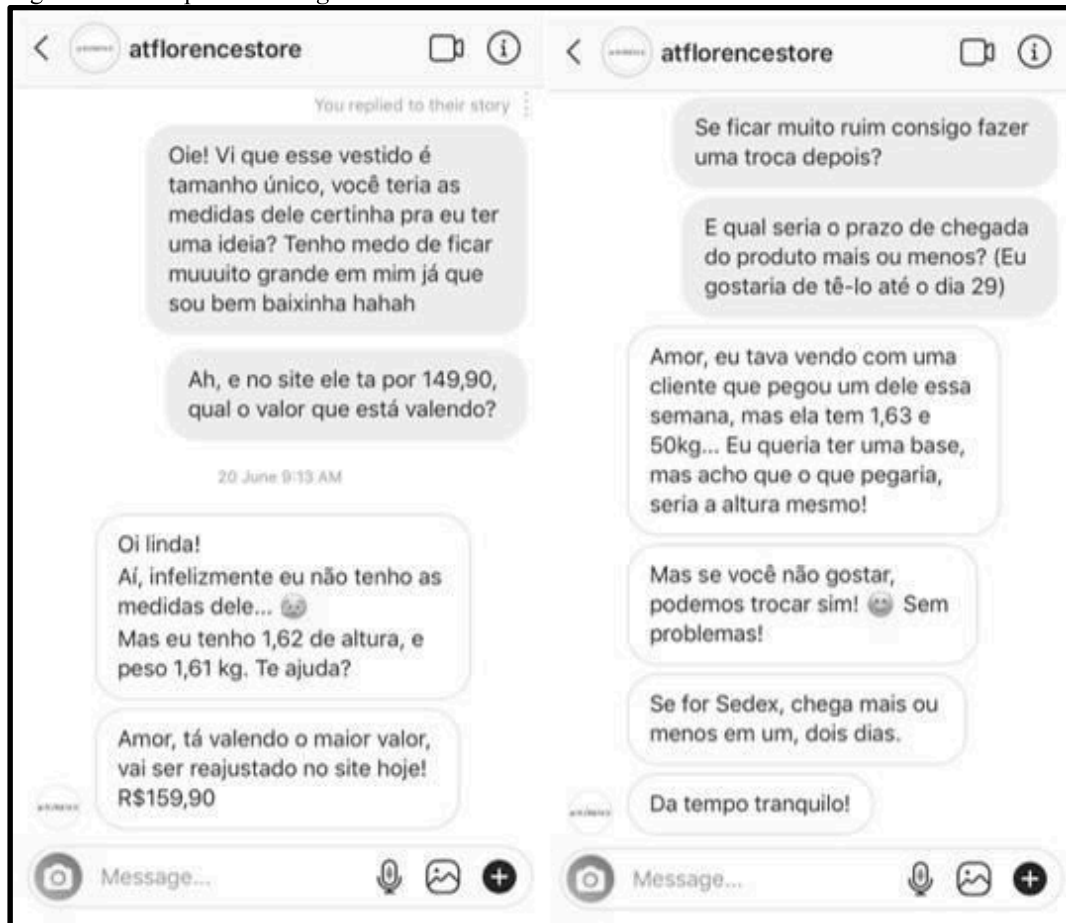 atflorencestore
You replied to their story
Oie! Vi que esse vestido é
tamanho único, você teria as
medidas dele certinha pra eu ter
uma ideia? Tenho medo de ficar
muuuito grande em mim já que
sou bem baixinha hahah
Ah, e no site ele ta por 149,90,
qual o valor que está valendo?
20 June 9:13 AM
Oi linda!
Aí, infelizmente eu não tenho as
medidas dele...
Mas eu tenho 1,62 de altura, e
peso 1,61 kg. Te ajuda?
Amor, tá valendo o maior valor,
vai ser reajustado no site hoje!
R$159,90
Message...
atflorencestore
Se ficar muito ruim consigo fazer
uma troca depois?
E qual seria o prazo de chegada
do produto mais ou menos? (Eu
gostaria de tê-lo até o dia 29)
Amor, eu tava vendo com uma
cliente que pegou um dele essa
semana, mas ela tem 1,63 e
50kg... Eu queria ter uma base,
mas acho que o que pegaria,
seria a altura mesmo!
Mas se você não gostar,
podemos trocar sim! Sem
problemas!
Se for Sedex, chega mais ou
menos em um, dois dias.
Da tempo tranquilo!
Message...